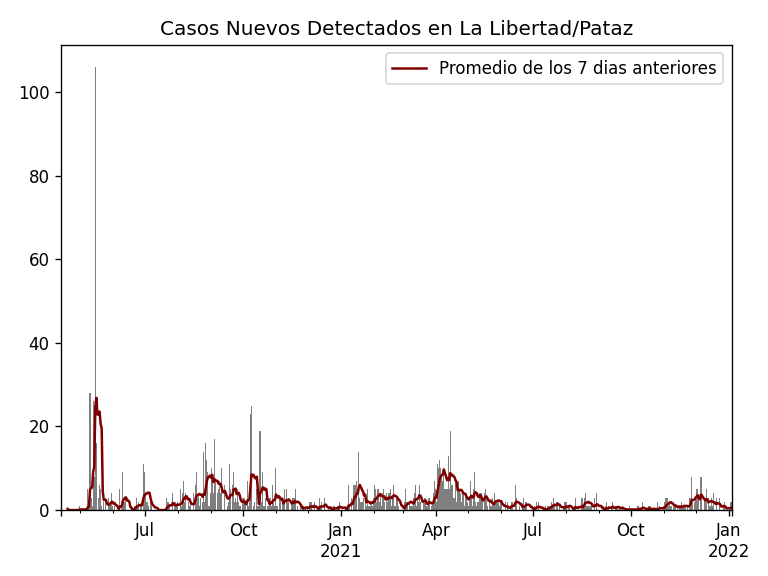 Casos Nuevos Detectados en La Libertad/Pataz
Promedio de los 7 dias anteriores
100
80
60
40
20
0
Jul Oct Jan Apr Jul Oct Jan
2021 2022